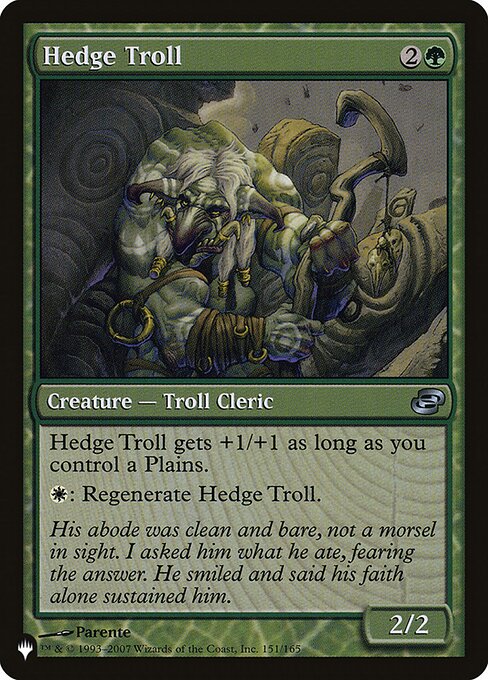 Hedge Troll 2
Creature — Troll Cleric
Hedge Troll gets +1/+1 as long as you
control a Plains.
: Regenerate Hedge Troll.
His abode was clean and bare, not a morsel
in sight. I asked him what he ate, fearing
the answer. He smiled and said his faith
alone sustained him.
2/2
Parente
™ & © 1993–2007 Wizards of the Coast, Inc. 151/165